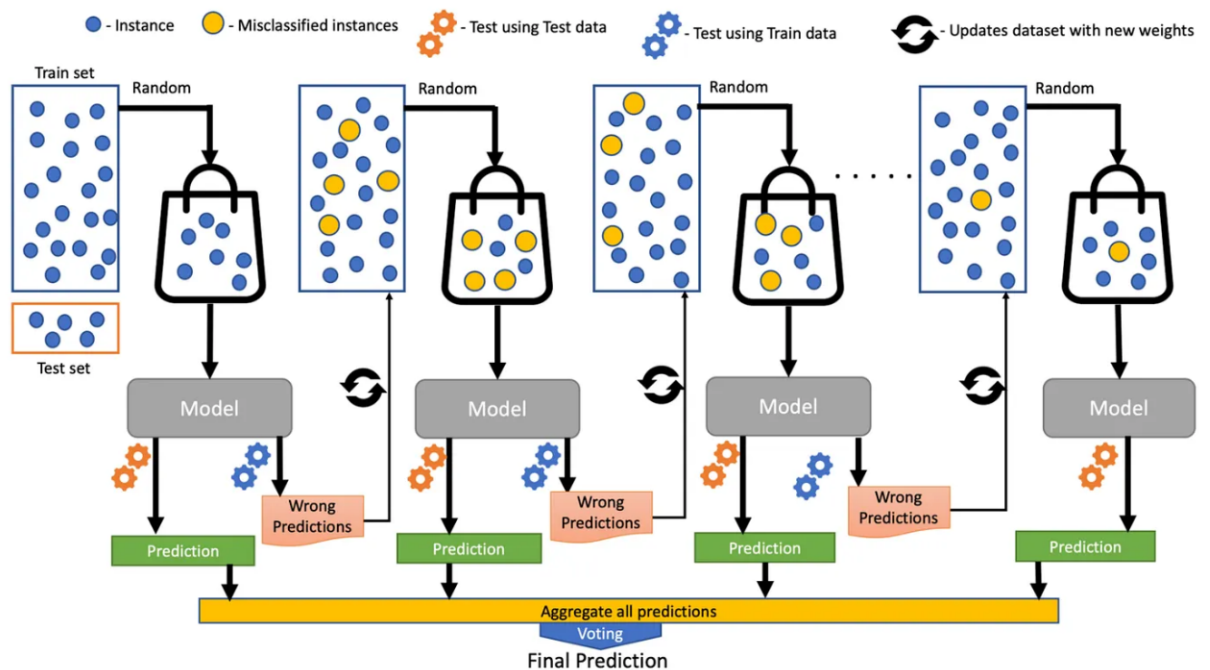 - Instance
- Misclassified instances
- Test using Test data
- Test using Train data
- Updates dataset with new weights
Train set
Random
Random
Random
Random
Test set
Model
Model
Model
Model
Wrong
Predictions
Wrong
Predictions
Wrong
Predictions
Prediction
Prediction
Prediction
Prediction
Aggregate all predictions
Voting
Final Prediction